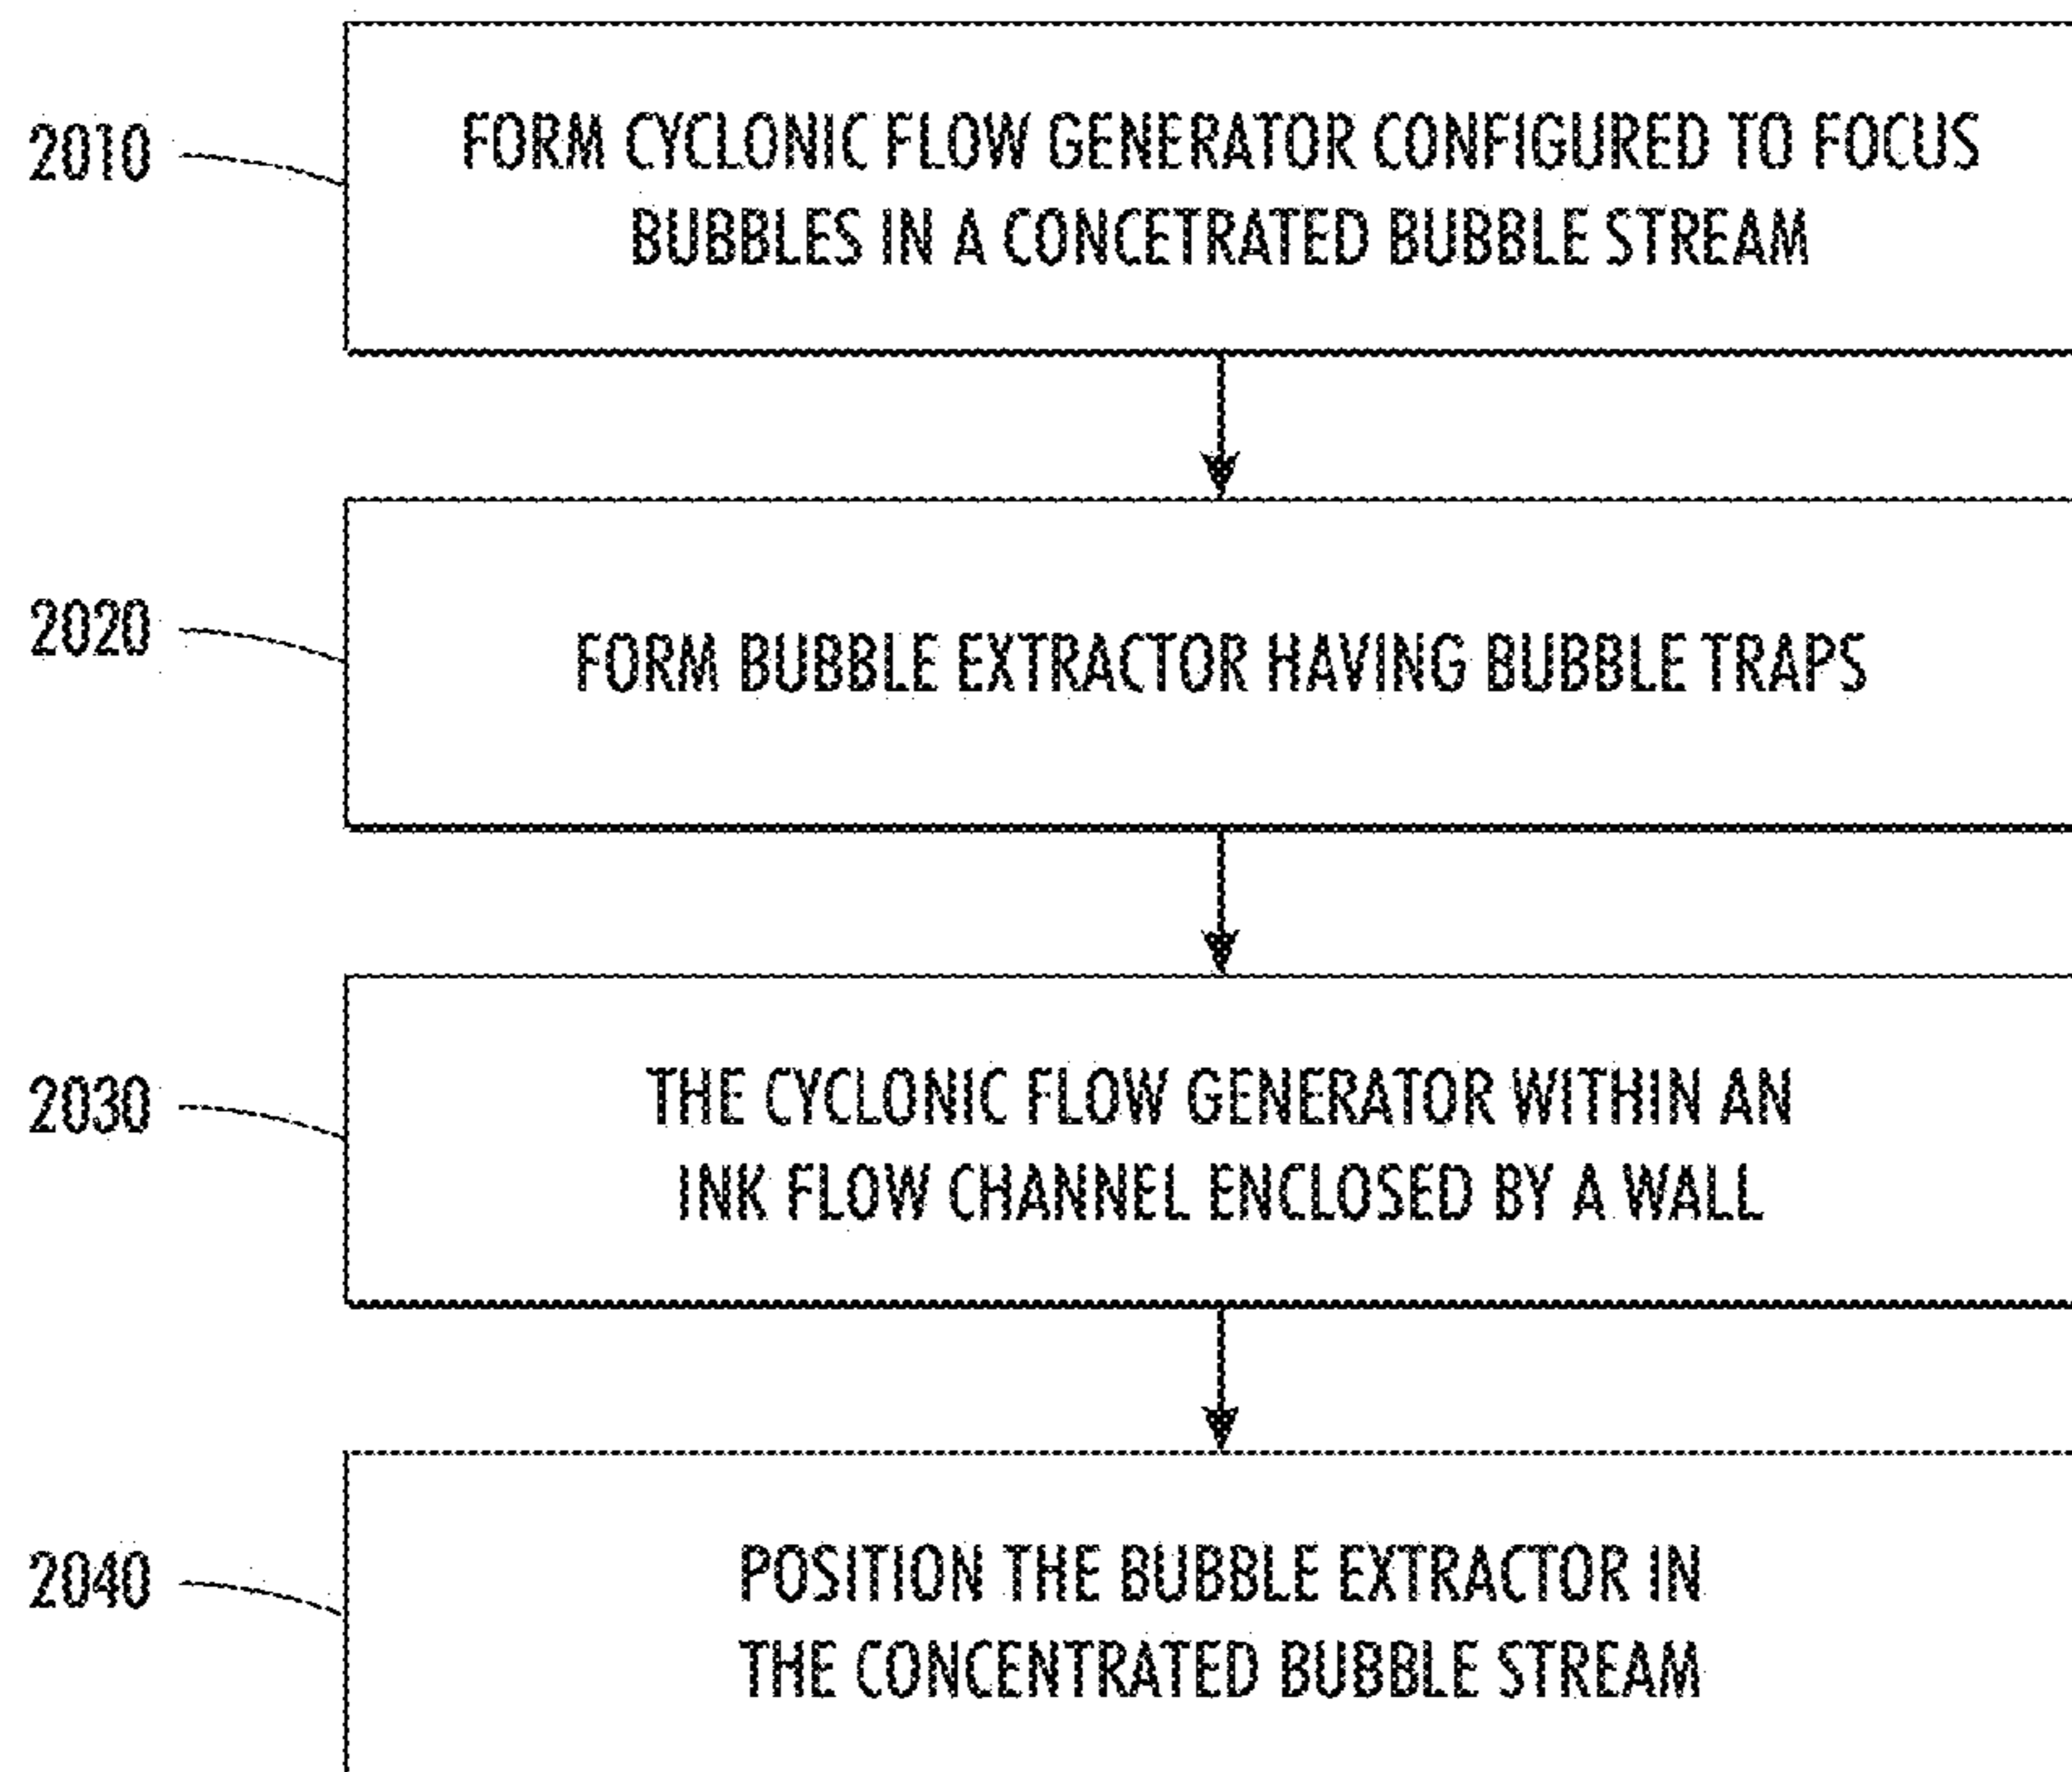 2010
FORM CYCLONIC FLOW GENERATOR CONFIGURED TO FOCUS
BUBBLES IN A CONCETRATED BUBBLE STREAM
2020
FORM BUBBLE EXTRACTOR HAVING BUBBLE TRAPS
2030
THE CYCLONIC FLOW GENERATOR WITHIN AN
INK FLOW CHANNEL ENCLOSED BY A WALL
2040
POSITION THE BUBBLE EXTRACTOR IN
THE CONCENTRATED BUBBLE STREAM